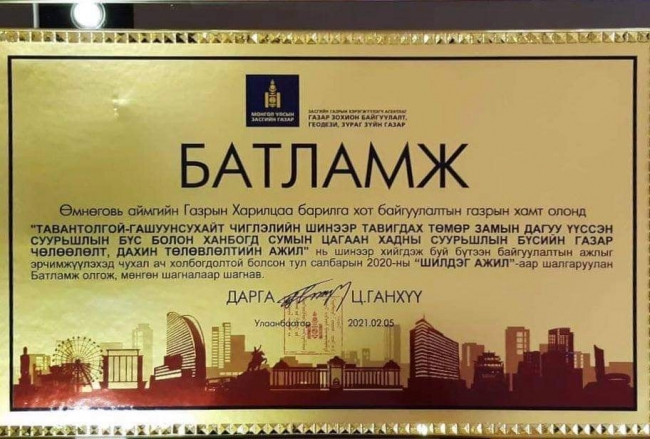 МОНГОЛ УЛСЫН
ЗАСГИЙН ГАЗАР
ЗАСГИЙН ГАЗРЫН ХЭРЭГЖҮҮЛЭГЧ АГЕНТЛАГ
ГАЗАР ЗОХИОН БАЙГУУЛАЛТ,
ГЕОДЕЗИ, ЗУРАГ ЗҮЙН ГАЗАР
БАТЛАМЖ
Өмнөговь аймгийн Газрын Харилцаа барилга хот байгуулалтын газрын хамт олонд
"ТАВАНТОЛГОЙ-ГАШУУНСУХАЙТ ЧИГЛЭЛИЙН ШИНЭЭР ТАВИГДАХ ТӨМӨР ЗАМЫН ДАГУУ ҮҮССЭН
СУУРЬШЛЫН БҮС БОЛОН ХАНБОГД СУМЫН ЦАГААН ХАДНЫ СУУРЬШЛЫН БҮСИЙН ГАЗАР
ЧӨЛӨӨЛӨЛТ, ДАХИН ТӨЛӨВЛӨЛТИЙН АЖИЛ" нь шинээр хийгдэж буй бүтээн байгуулалтын ажлыг
эрчимжүүлэхэд чухал ач холбогдолтой болсон тул салбарын 2020-ны "ШИЛДЭГ АЖИЛ"-аар шалгаруулан
Батламж олгож, мөнгөн шагналаар шагнав.
ДАРГА Ц.ГАНХҮҮ
Улаанбаатар 2021.02.05